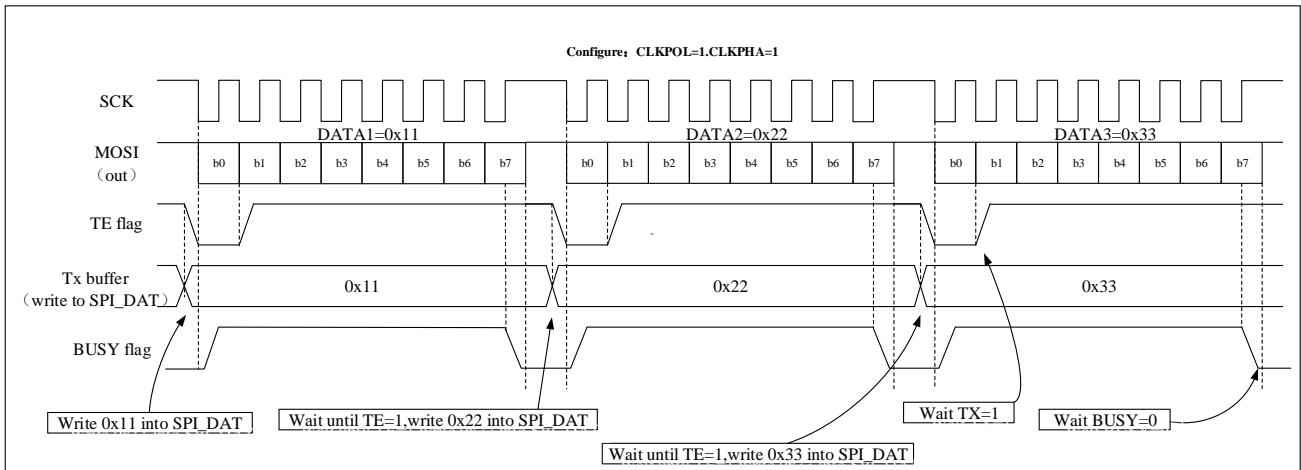 Configure：CLKPOL=1.CLKPHA=1
SCK
DATA1=0x11 DATA2=0x22 DATA3=0x33
MOSI
（out）
b0 b1 b2 b3 b4 b5 b6 b7 b0 b1 b2 b3 b4 b5 b6 b7 b0 b1 b2 b3 b4 b5 b6 b7
TE flag
Tx buffer
（write to SPI_DAT）
0x11 0x22 0x33
BUSY flag
Write 0x11 into SPI_DAT
Wait until TE=1,write 0x22 into SPI_DAT
Wait until TE=1,write 0x33 into SPI_DAT
Wait TX=1
Wait BUSY=0